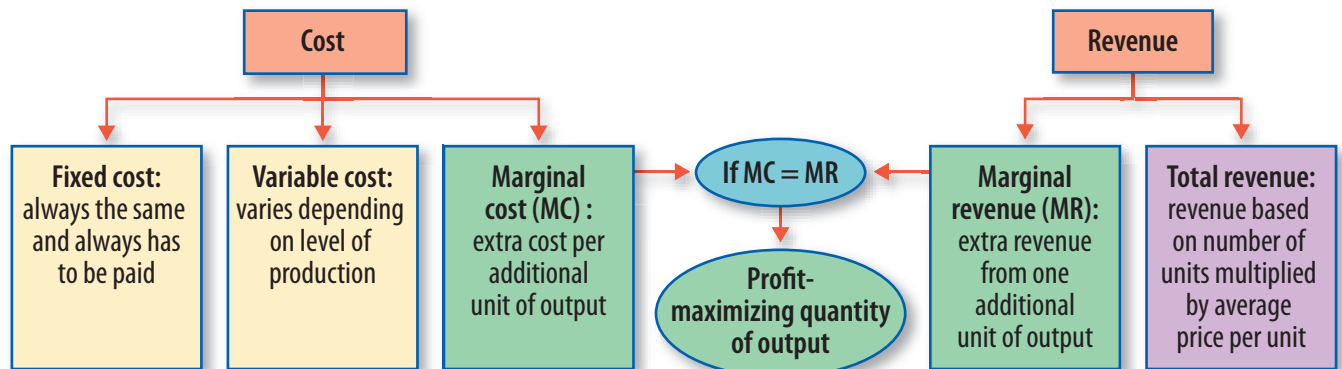 Cost
Revenue
Fixed cost:
always the same
and always has
to be paid
Variable cost:
varies depending
on level of
production
Marginal
cost (MC) :
extra cost per
additional
unit of output
If MC = MR
Profit-
maximizing quantity
of output
Marginal
revenue (MR):
extra revenue
from one
additional
unit of output
Total revenue:
revenue based
on number of
units multiplied
by average
price per unit